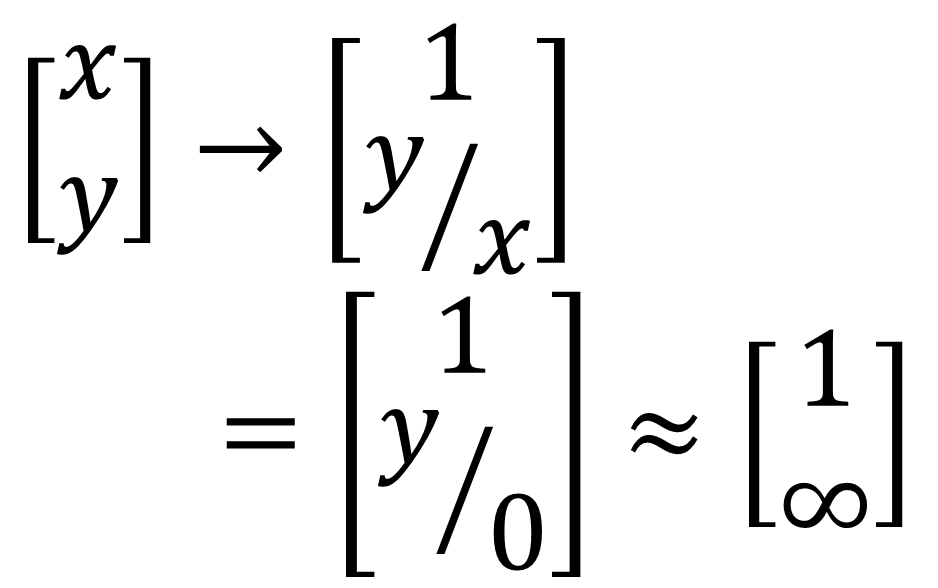 [x y] → [1 y/x]
= [1 y/0] ≈ [1 ∞]